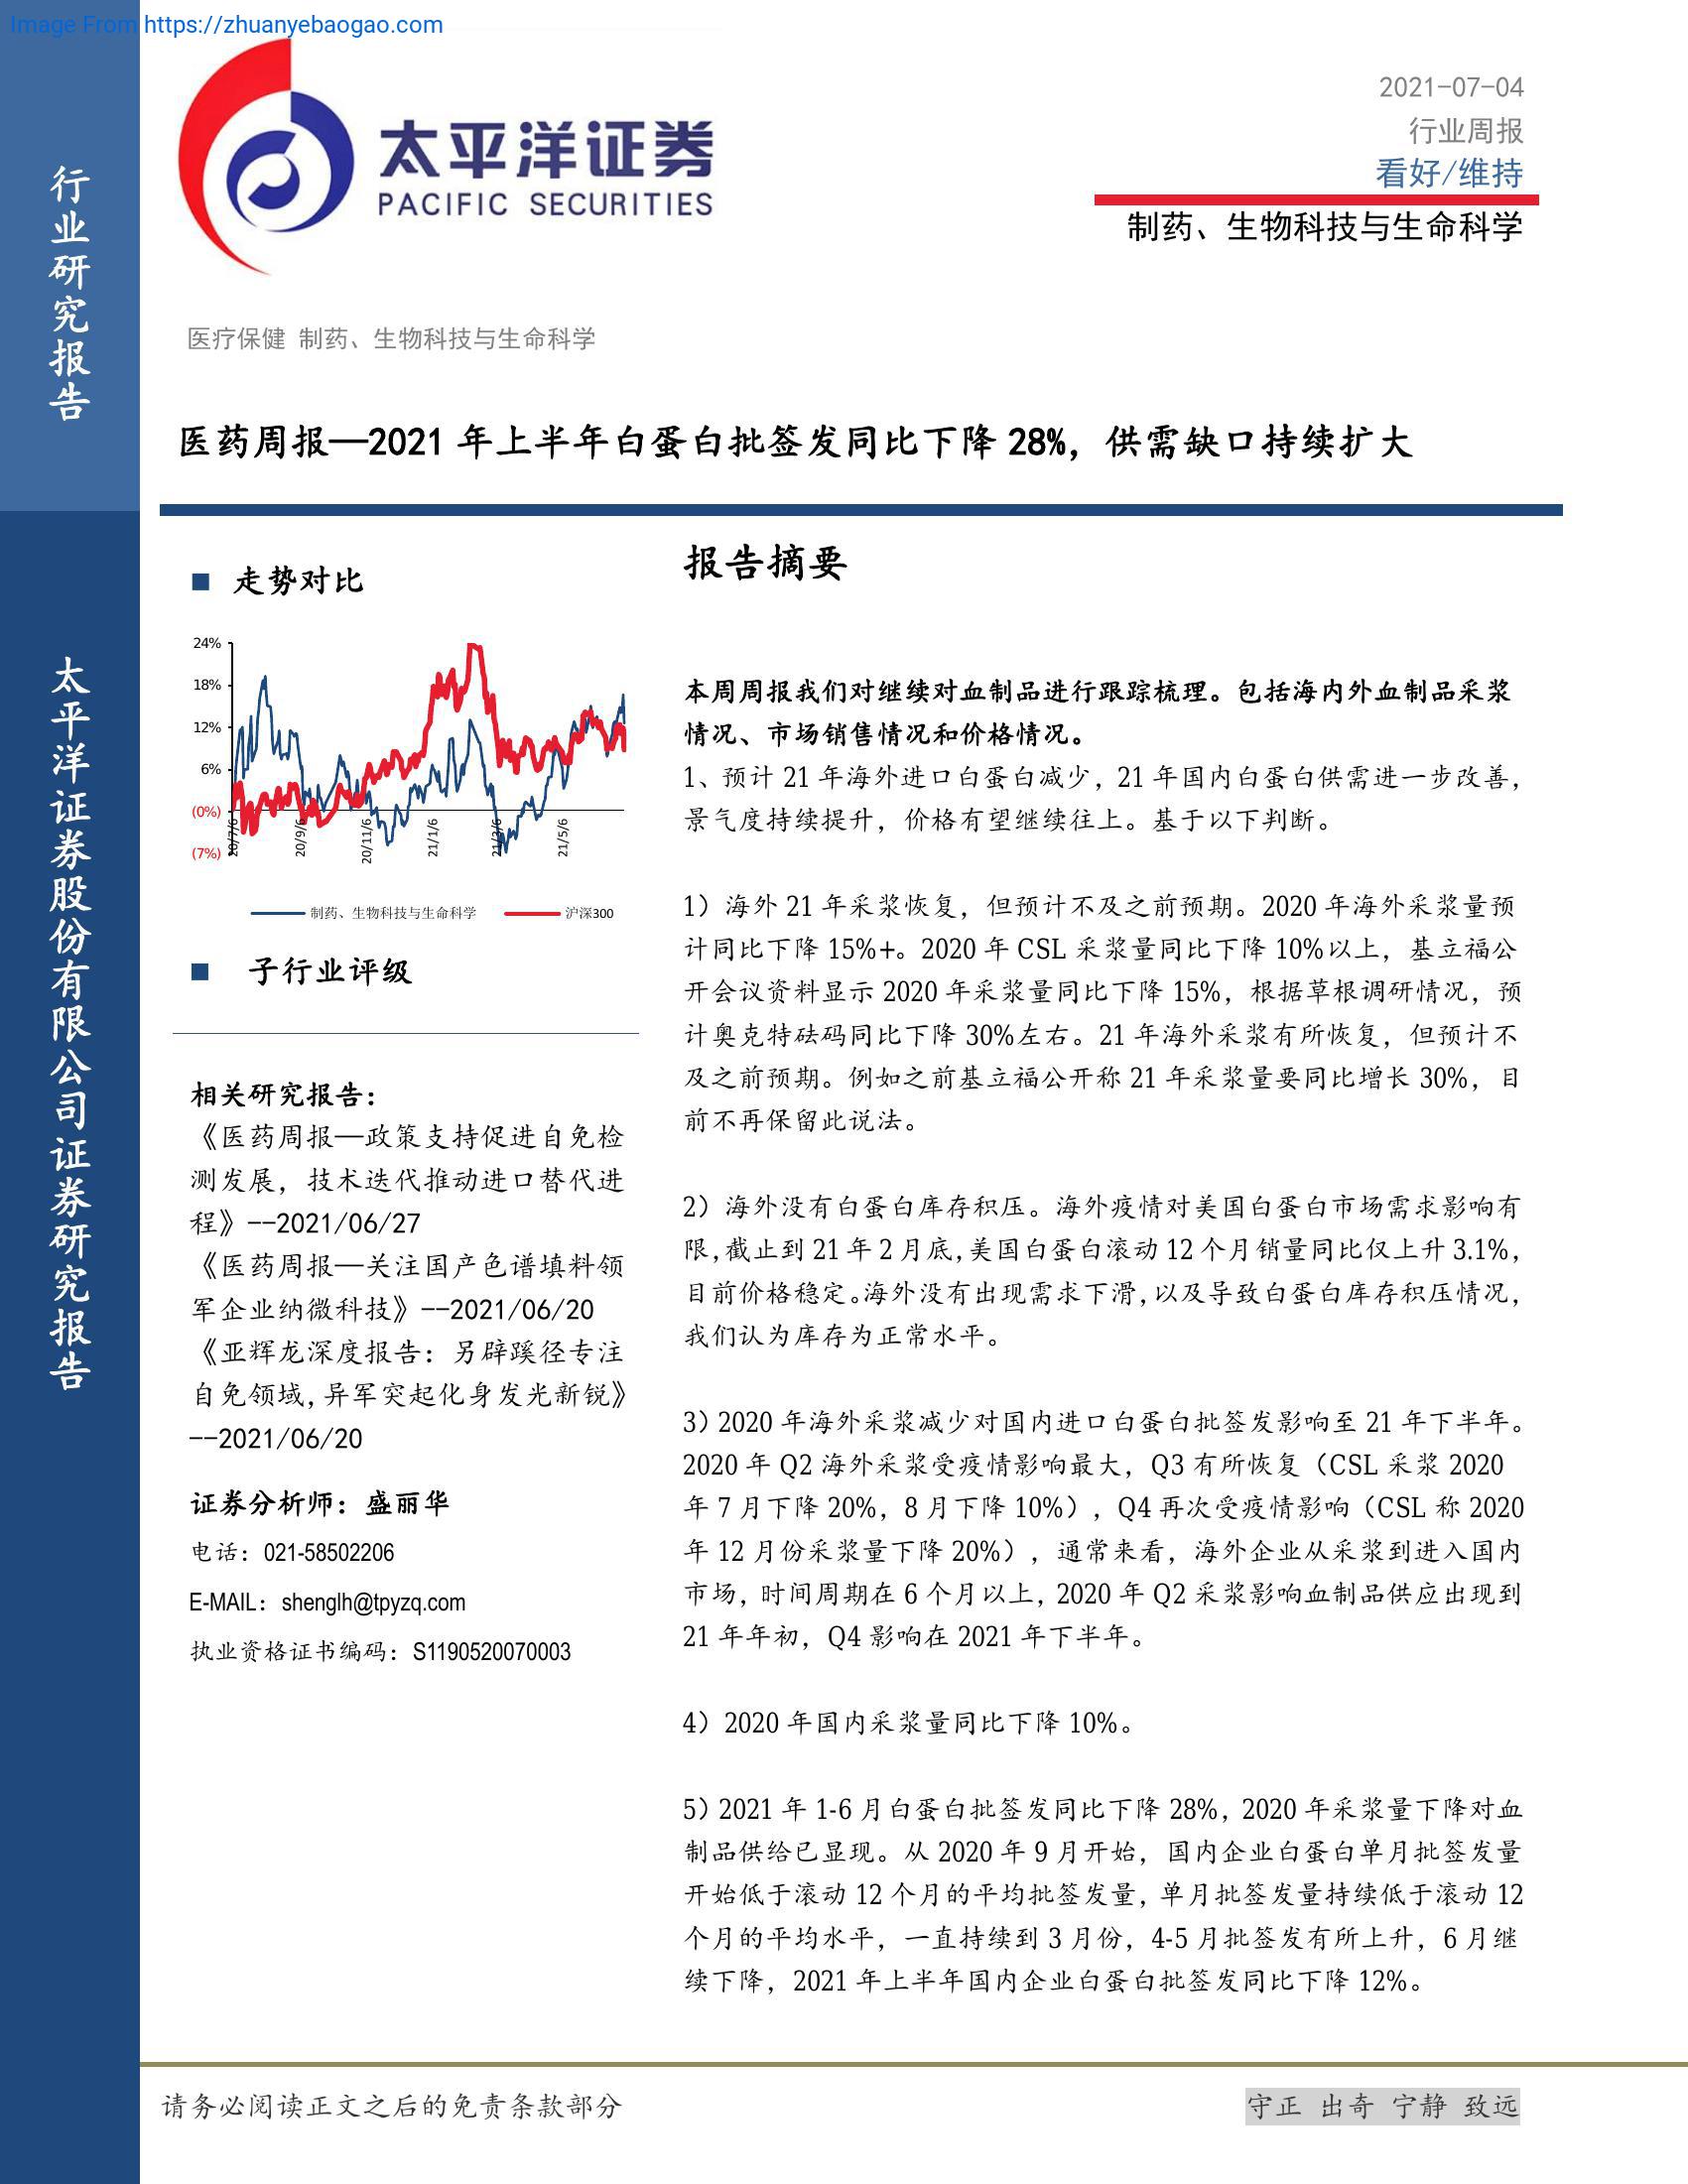 Image From https://zhuanyebaogao.com
行业研究报告
太平洋证券股份有限公司证券研究报告
太平洋证券
PACIFIC SECURITIES
2021-07-04
行业周报
看好/维持
制药、生物科技与生命科学
医疗保健 制药、生物科技与生命科学
医药周报—2021 年上半年白蛋白批签发同比下降 28%，供需缺口持续扩大
■ 走势对比
24%
18%
12%
6%
(0%)
(7%)
20/7/6
20/9/6
20/11/6
21/1/6
21/3/6
21/5/6
制药、生物科技与生命科学
沪深300
■ 子行业评级
相关研究报告：
《医药周报—政策支持促进自免检
测发展，技术迭代推动进口替代进
程》--2021/06/27
《医药周报—关注国产色谱填料领
军企业纳微科技》--2021/06/20
《亚辉龙深度报告：另辟蹊径专注
自免领域,异军突起化身发光新锐》
--2021/06/20
证券分析师：盛丽华
电话：021-58502206
E-MAIL：shenglh@tpyzq.com
执业资格证书编码：S1190520070003
报告摘要
本周周报我们对继续对血制品进行跟踪梳理。包括海内外血制品采浆
情况、市场销售情况和价格情况。
1、预计 21 年海外进口白蛋白减少，21 年国内白蛋白供需进一步改善，
景气度持续提升，价格有望继续往上。基于以下判断。
1）海外 21 年采浆恢复，但预计不及之前预期。2020 年海外采浆量预
计同比下降 15%+。2020 年 CSL 采浆量同比下降 10%以上，基立福公
开会议资料显示 2020 年采浆量同比下降 15%，根据草根调研情况，预
计奥克特砝码同比下降 30%左右。21 年海外采浆有所恢复，但预计不
及之前预期。例如之前基立福公开称 21 年采浆量要同比增长 30%，目
前不再保留此说法。
2）海外没有白蛋白库存积压。海外疫情对美国白蛋白市场需求影响有
限,截止到 21 年 2 月底,美国白蛋白滚动 12 个月销量同比仅上升 3.1%，
目前价格稳定。海外没有出现需求下滑,以及导致白蛋白库存积压情况，
我们认为库存为正常水平。
3）2020 年海外采浆减少对国内进口白蛋白批签发影响至 21 年下半年。
2020 年 Q2 海外采浆受疫情影响最大，Q3 有所恢复（CSL 采浆 2020
年 7 月下降 20%，8 月下降 10%），Q4 再次受疫情影响（CSL 称 2020
年 12 月份采浆量下降 20%），通常来看，海外企业从采浆到进入国内
市场，时间周期在 6 个月以上，2020 年 Q2 采浆影响血制品供应出现到
21 年年初，Q4 影响在 2021 年下半年。
4）2020 年国内采浆量同比下降 10%。
5）2021 年 1-6 月白蛋白批签发同比下降 28%，2020 年采浆量下降对血
制品供给已显现。从 2020 年 9 月开始，国内企业白蛋白单月批签发量
开始低于滚动 12 个月的平均批签发量，单月批签发量持续低于滚动 12
个月的平均水平，一直持续到 3 月份，4-5 月批签发有所上升，6 月继
续下降，2021 年上半年国内企业白蛋白批签发同比下降 12%。
请务必阅读正文之后的免责条款部分
守正 出奇 宁静 致远